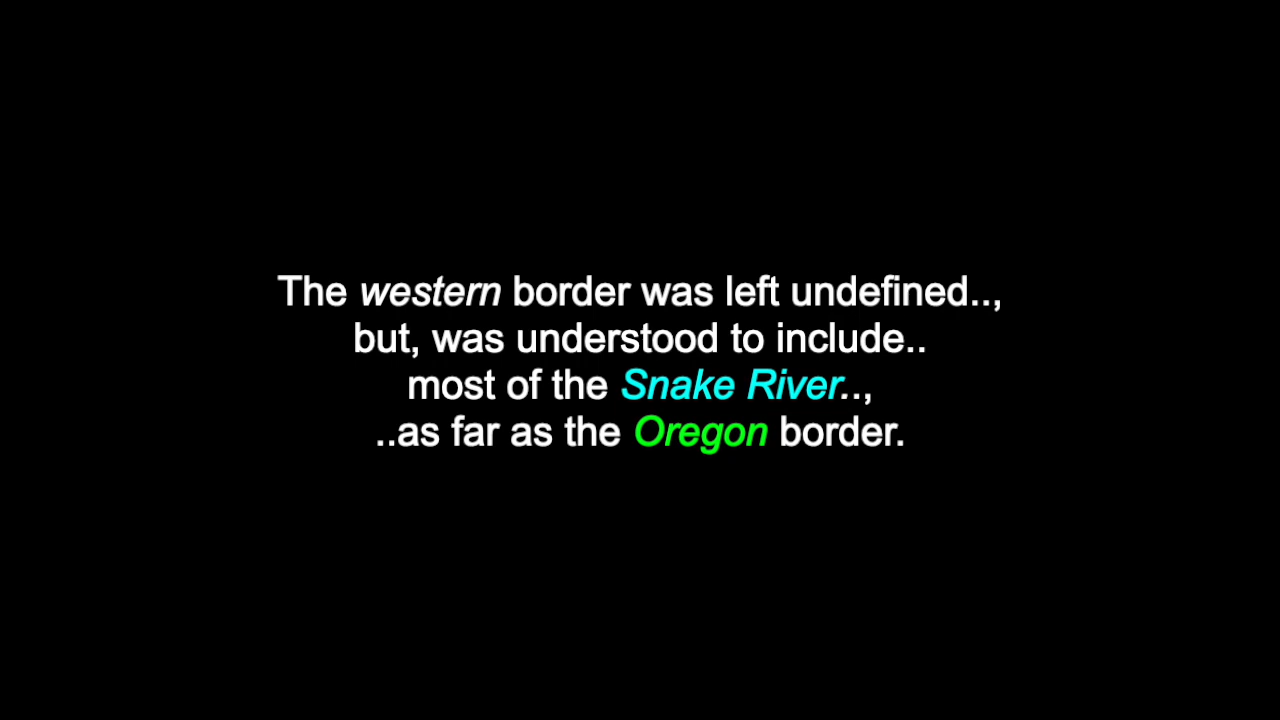 The western border was left undefined..,
but, was understood to include..
most of the Snake River..,
..as far as the Oregon border.